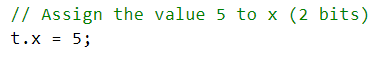 // Assign the value 5 to x (2 bits)
t.x = 5;